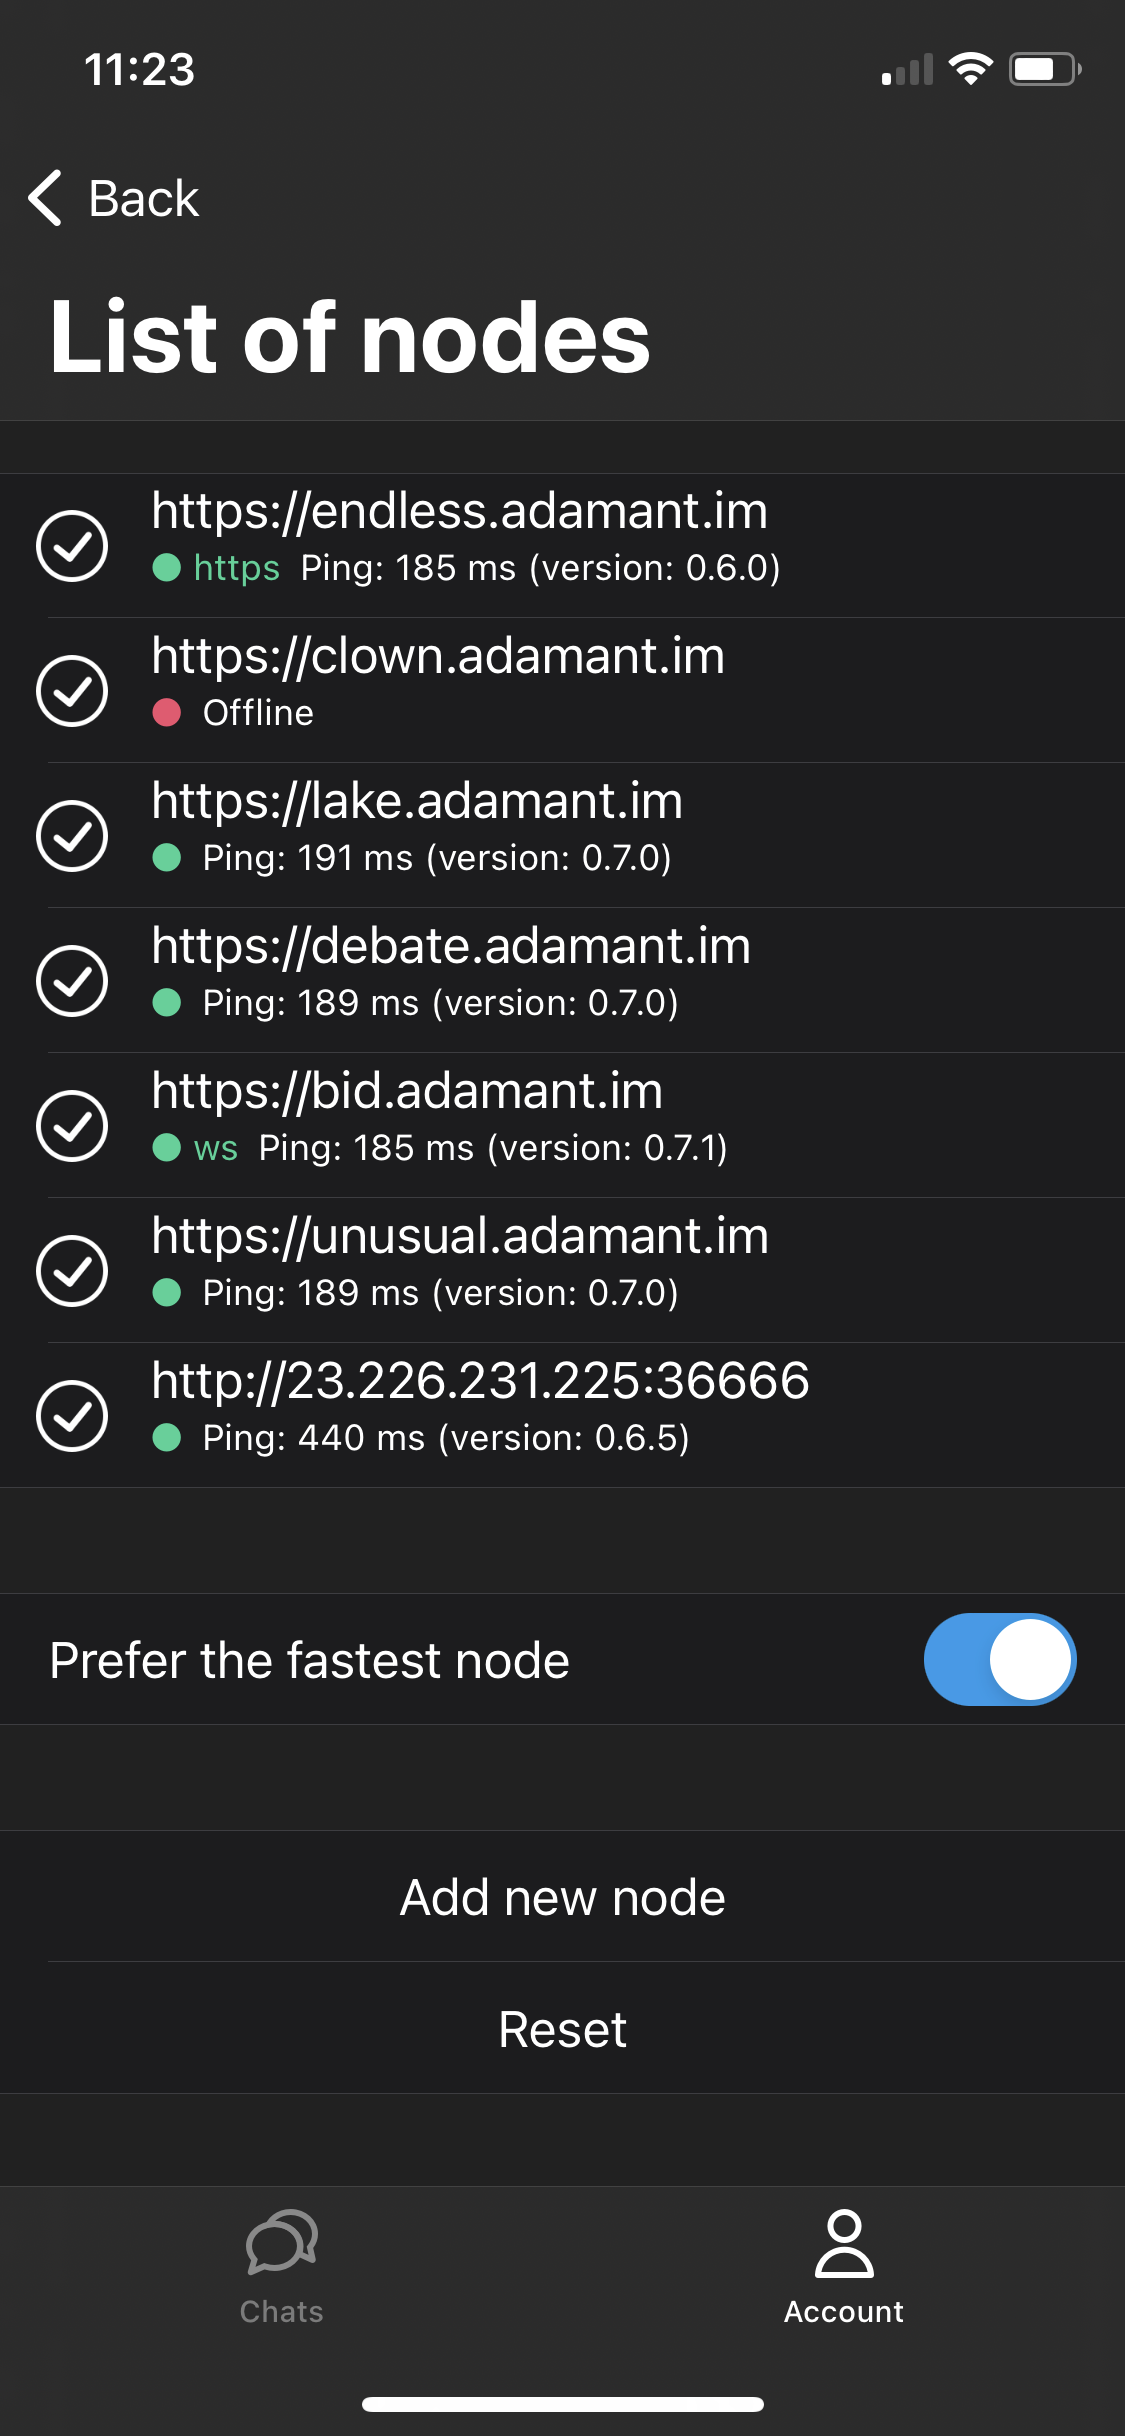 11:23
Back
List of nodes
https://endless.adamant.im
https Ping: 185 ms (version: 0.6.0)
https://clown.adamant.im
Offline
https://lake.adamant.im
Ping: 191 ms (version: 0.7.0)
https://debate.adamant.im
Ping: 189 ms (version: 0.7.0)
https://bid.adamant.im
ws Ping: 185 ms (version: 0.7.1)
https://unusual.adamant.im
Ping: 189 ms (version: 0.7.0)
http://23.226.231.225:36666
Ping: 440 ms (version: 0.6.5)
Prefer the fastest node
Add new node
Reset
Chats
Account